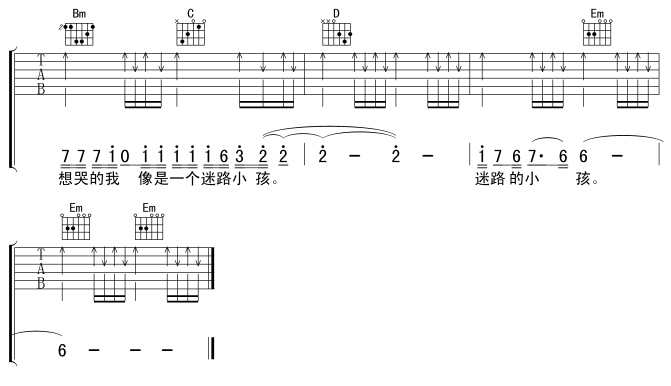 Bm C D Em
T
A
B
7 7 7 i 0 i i i i i 6 3 2 2 | 2 − 2 − | i 7 6 7· 6 6 −
想哭的我 像是一个迷路小 孩。 迷路的小 孩。
Em Em
T
A
B
6 − − −